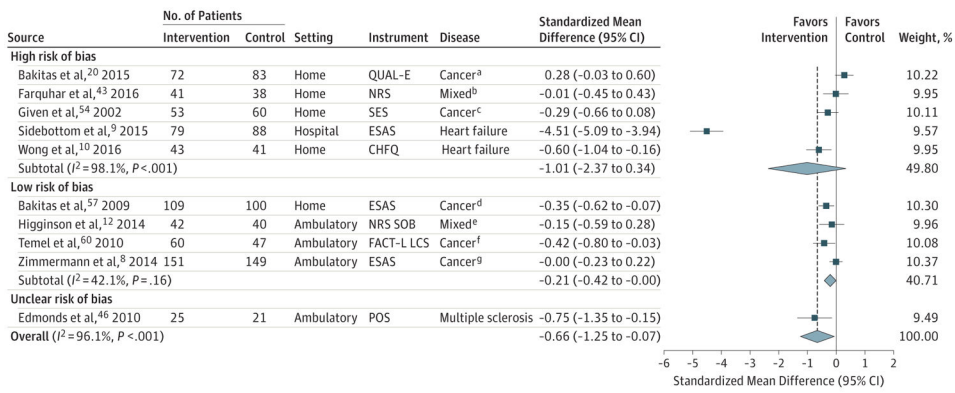 No. of Patients Standardized Mean Difference (95% CI) Favors Intervention Favors Control
Source Intervention Control Setting Instrument Disease Weight, %
High risk of bias
Bakitas et al,20 2015 72 83 Home QUAL-E Cancera 0.28 (-0.03 to 0.60) 10.22
Farquhar et al,43 2016 41 38 Home NRS Mixedb -0.01 (-0.45 to 0.43) 9.95
Given et al,54 2002 53 60 Home SES Cancerc -0.29 (-0.66 to 0.08) 10.11
Sidebottom et al,9 2015 79 88 Hospital ESAS Heart failure -4.51 (-5.09 to -3.94) 9.57
Wong et al,10 2016 43 41 Home CHFQ Heart failure -0.60 (-1.04 to -0.16) 9.95
Subtotal (I2 = 98.1%, P <.001) -1.01 (-2.37 to 0.34) 49.80
Low risk of bias
Bakitas et al,57 2009 109 100 Home ESAS Cancerd -0.35 (-0.62 to -0.07) 10.30
Higginson et al,12 2014 42 40 Ambulatory NRS SOB Mixede -0.15 (-0.59 to 0.28) 9.96
Temel et al,60 2010 60 47 Ambulatory FACT-L LCS Cancerf -0.42 (-0.80 to -0.03) 10.08
Zimmermann et al,8 2014 151 149 Ambulatory ESAS Cancerg -0.00 (-0.23 to 0.22) 10.37
Subtotal (I2 = 42.1%, P = .16) -0.21 (-0.42 to -0.00) 40.71
Unclear risk of bias
Edmonds et al,46 2010 25 21 Ambulatory POS Multiple sclerosis -0.75 (-1.35 to -0.15) 9.49
Overall (I2 = 96.1%, P <.001) -0.66 (-1.25 to -0.07) 100.00
-6 -5 -4 -3 -2 -1 0 1 2
Standardized Mean Difference (95% CI)